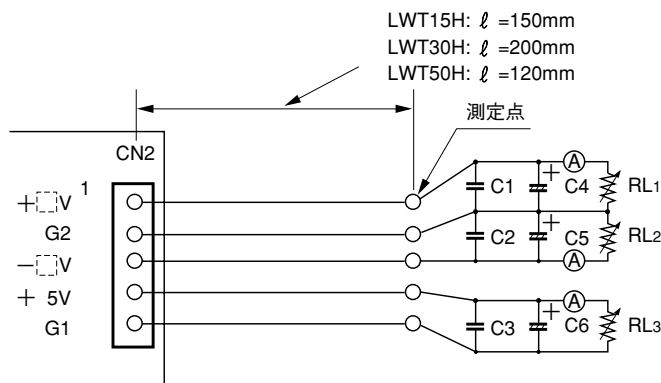 LWT15H: ℓ =150mm
LWT30H: ℓ =200mm
LWT50H: ℓ =120mm
測定点
CN2
1
+□V
G2
−□V
+ 5V
G1
A
+
C1
C4
RL1
+
C2
C5
RL2
A
A
+
C3
C6
RL3